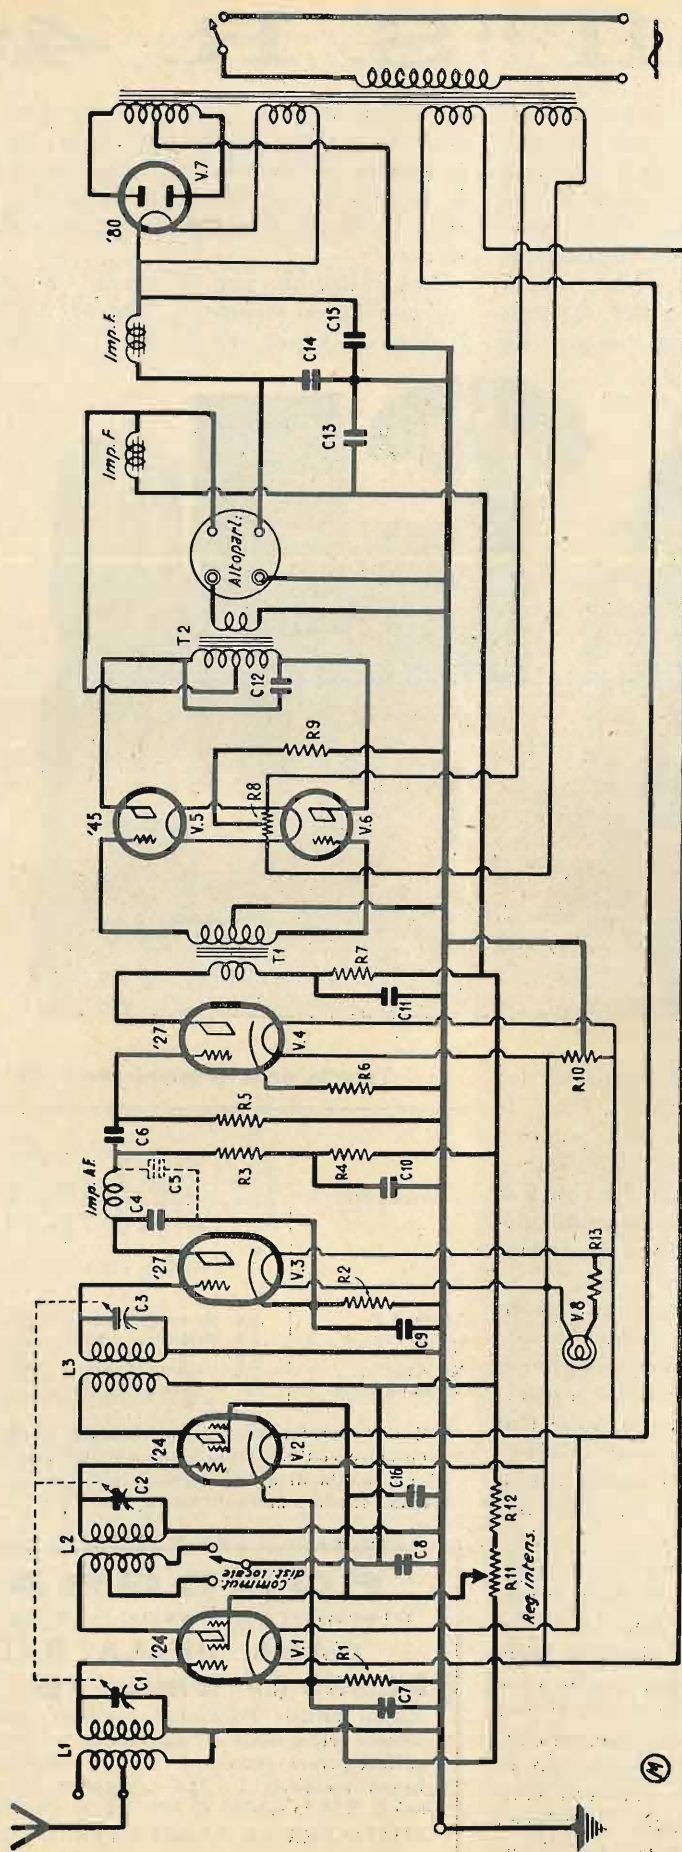 L1
C1
'24
V.1
R1
C7
L2
C2
Commut.
dist. locale
'24
V.2
C8
C16
R11
R12
Reg. intens.
L3
C3
'27
V.3
R2
C9
V.8
R13
Imp. A.F.
C4
C5
C6
R3
R4
C10
R5
R6
'27
V.4
R7
C11
R10
T1
'45
V.5
R8
V.6
R9
T2
C12
Altoparl:
Imp. F.
C13
C14
C15
Imp. F.
'80
V.7
M